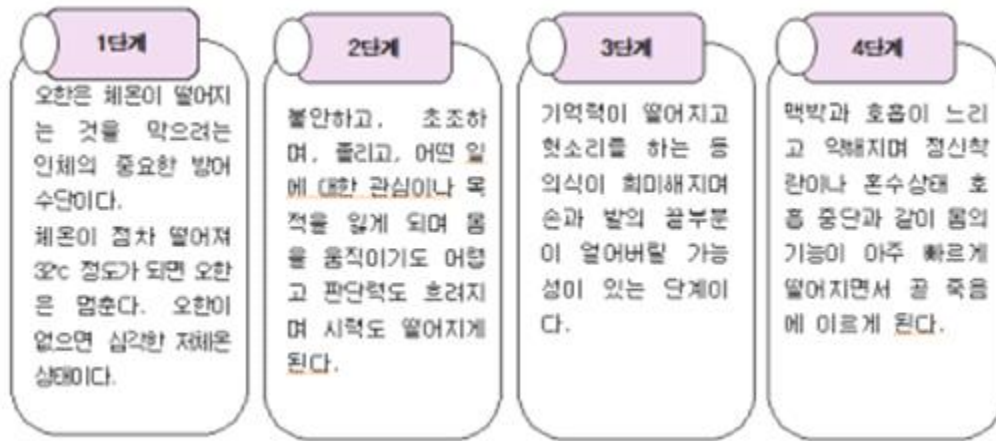 1단계
오한은 체온이 떨어지
는 것을 막으려는
인체의 중요한 방어
수단이다.
체온이 점차 떨어져
32℃ 정도가 되면 오한
은 멈춘다. 오한이
없으면 심각한 저체온
상태이다.
2단계
불안하고, 초조하
며, 졸리고, 어떤 일
에 대한 관심이나 목
적을 잃게 되며 몸
을 움직이기도 어렵
고 판단력도 흐려지
며 시력도 떨어지게
된다.
3단계
기억력이 떨어지고
헛소리를 하는 등
의식이 희미해지며
손과 발의 끝부분
이 얼어버릴 가능
성이 있는 단계이
다.
4단계
맥박과 호흡이 느리
고 약해지며 정신착
란이나 혼수상태 호
흡 중단과 같이 몸의
기능이 아주 빠르게
떨어지면서 곧 죽음
에 이르게 된다.